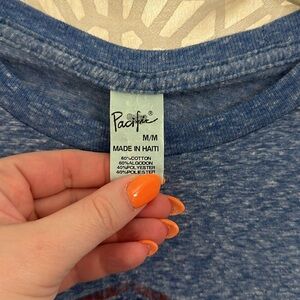 Pacific®
M/M
MADE IN HAITI
60%COTTON
60%ALGODON
40%POLYESTER
40%POLIESTER